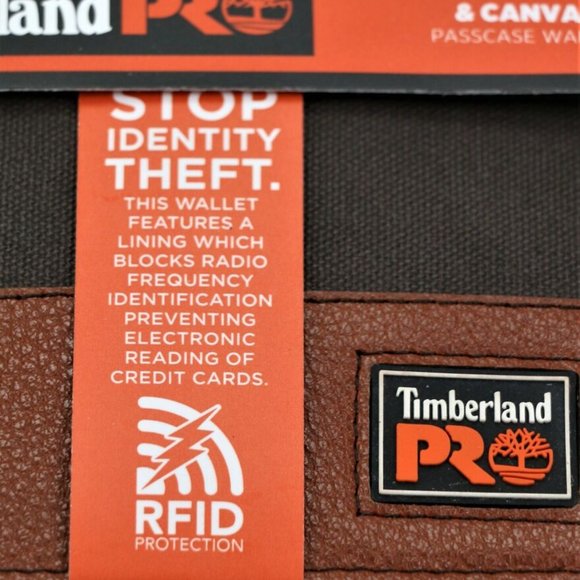 land PRO
& CANVA
PASSCASE WA
STOP
IDENTITY
THEFT.
THIS WALLET
FEATURES A
LINING WHICH
BLOCKS RADIO
FREQUENCY
IDENTIFICATION
PREVENTING
ELECTRONIC
READING OF
CREDIT CARDS.
RFID
PROTECTION
Timberland
PRO